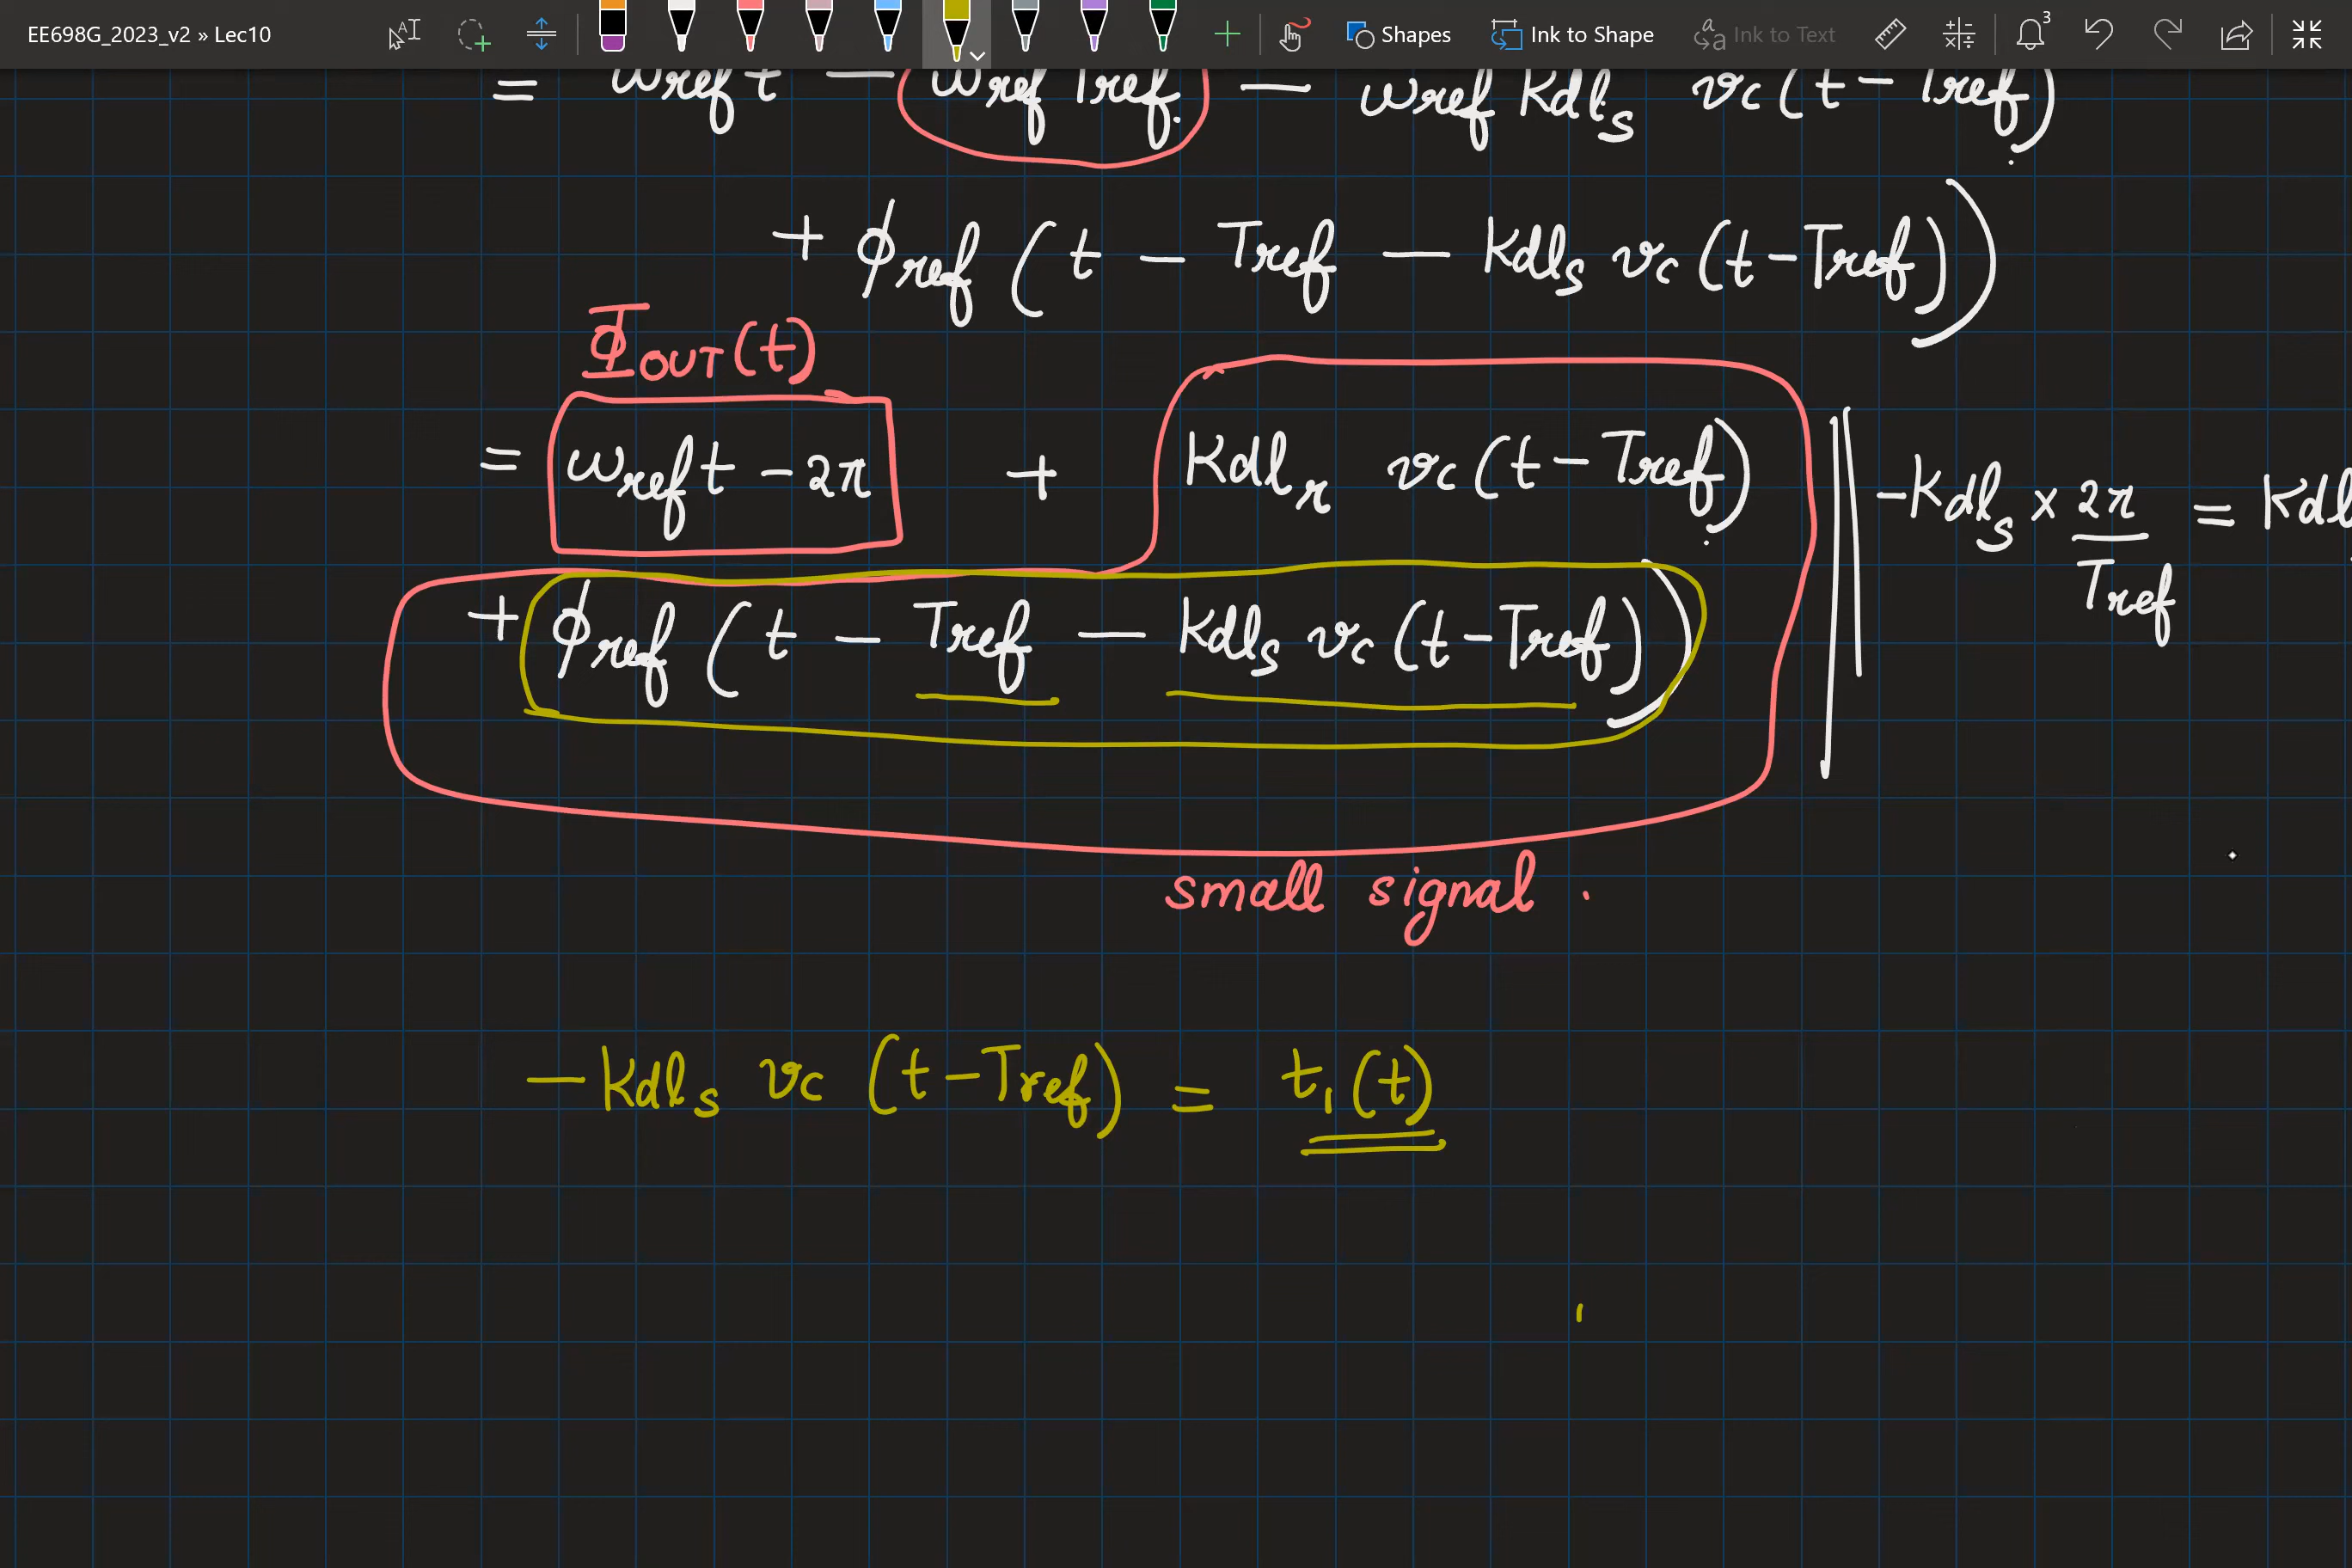 EE698G_2023_v2 » Lec10 Shapes Ink to Shape Ink to Text 3
= ωref t − ωref Tref − ωref Kdls vc(t − Tref)
+ ϕref (t − Tref − Kdls vc(t − Tref))
ΦOUT(t)
= ωref t − 2π + Kdlr vc(t − Tref)
− Kdls × 2π/Tref = Kdl
+ ϕref (t − Tref − Kdls vc(t − Tref))
small signal .
− Kdls vc (t − Tref) = t1(t)